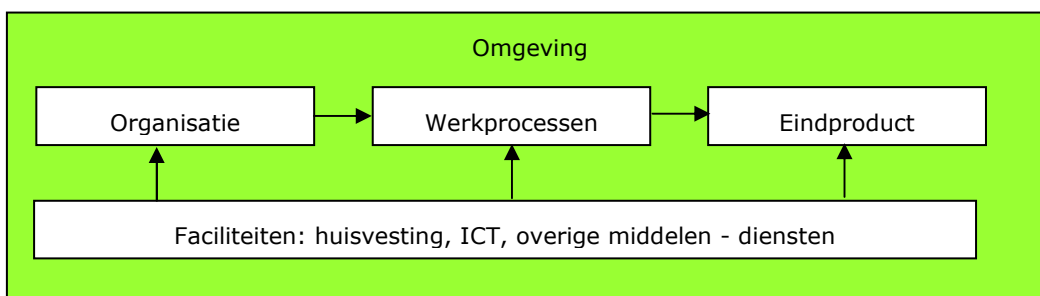 Omgeving
Organisatie
Werkprocessen
Eindproduct
Faciliteiten: huisvesting, ICT, overige middelen - diensten